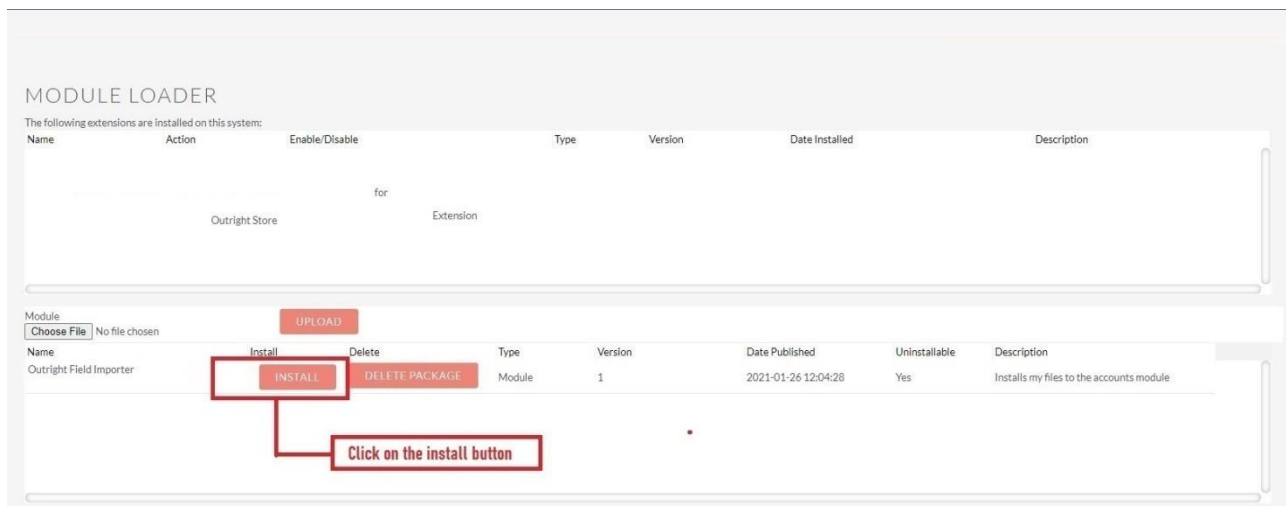 MODULE LOADER
The following extensions are installed on this system:
Name Action Enable/Disable Type Version Date Installed Description
for
Outright Store Extension
Module
Choose File No file chosen UPLOAD
Name Install Delete Type Version Date Published Uninstallable Description
Outright Field Importer INSTALL DELETE PACKAGE Module 1 2021-01-26 12:04:28 Yes Installs my files to the accounts module
Click on the install button